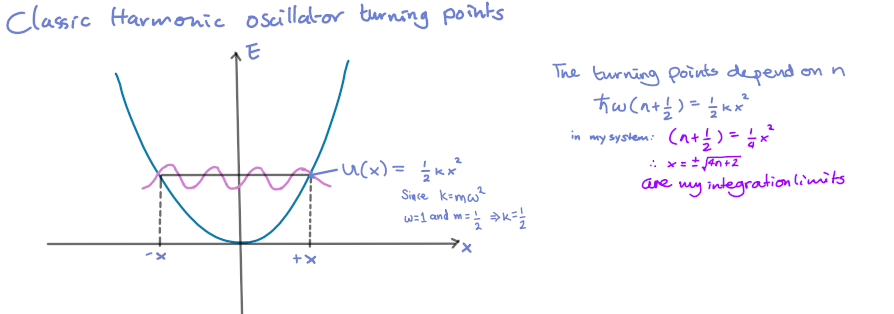 Classic Harmonic oscillator turning points
E
U(x) = ½kx²
Since k=mω²
ω=1 and m=½ ⇒k=½
x
-x
+x
The turning points depend on n
ħω(n+½)=½kx²
in my system: (n+½)=¼x²
∴ x=±√4n+2
are my integration limits